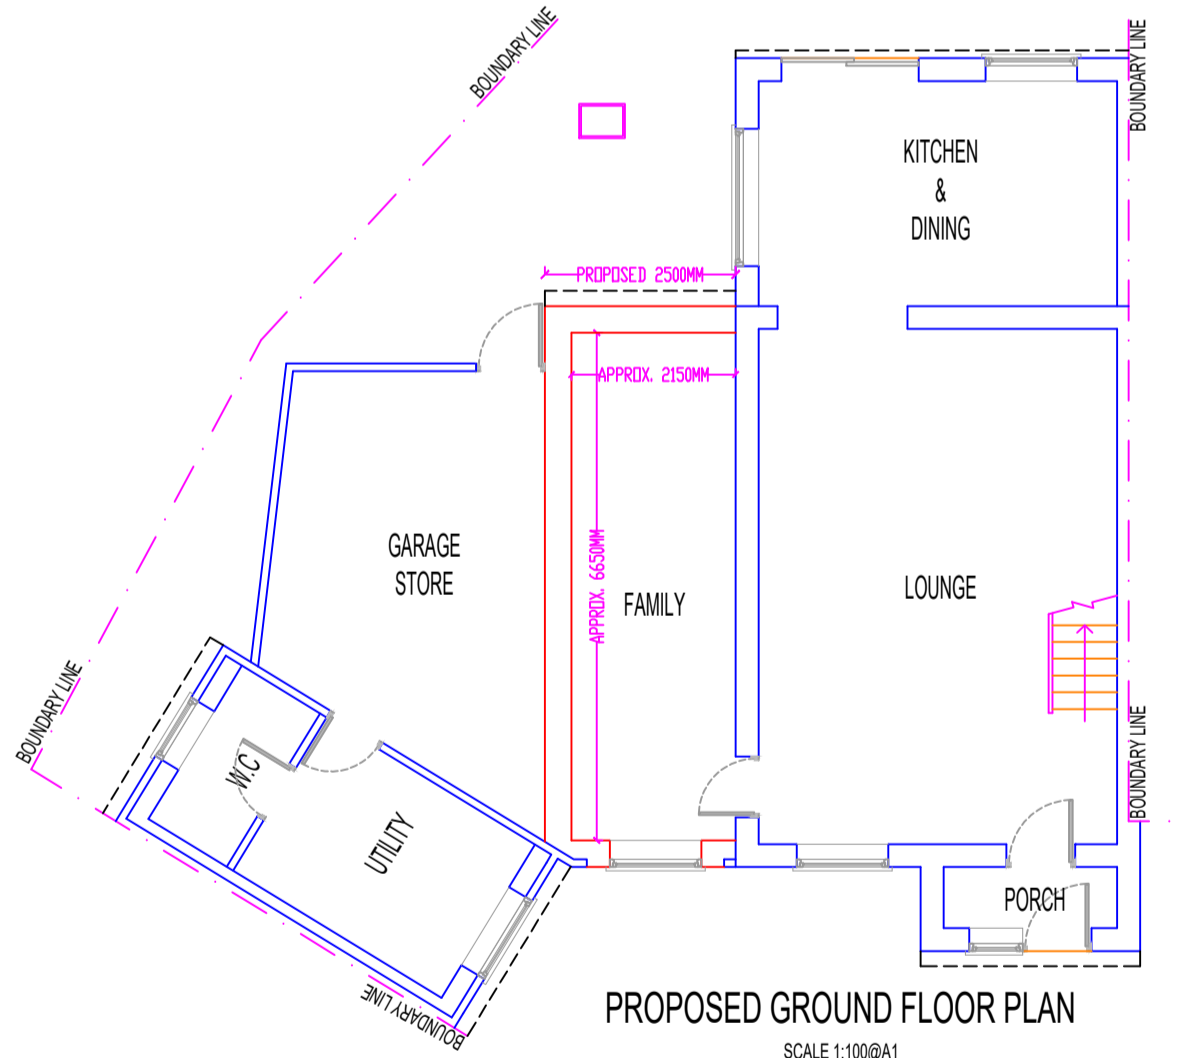 BOUNDARY LINE
BOUNDARY LINE
KITCHEN
&
DINING
PROPOSED 2500MM
APPROX. 2150MM
GARAGE
STORE
APPROX. 6650MM
FAMILY
LOUNGE
BOUNDARY LINE
BOUNDARY LINE
W.C
UTILITY
PORCH
BOUNDARY LINE
PROPOSED GROUND FLOOR PLAN
SCALE 1:100@A1